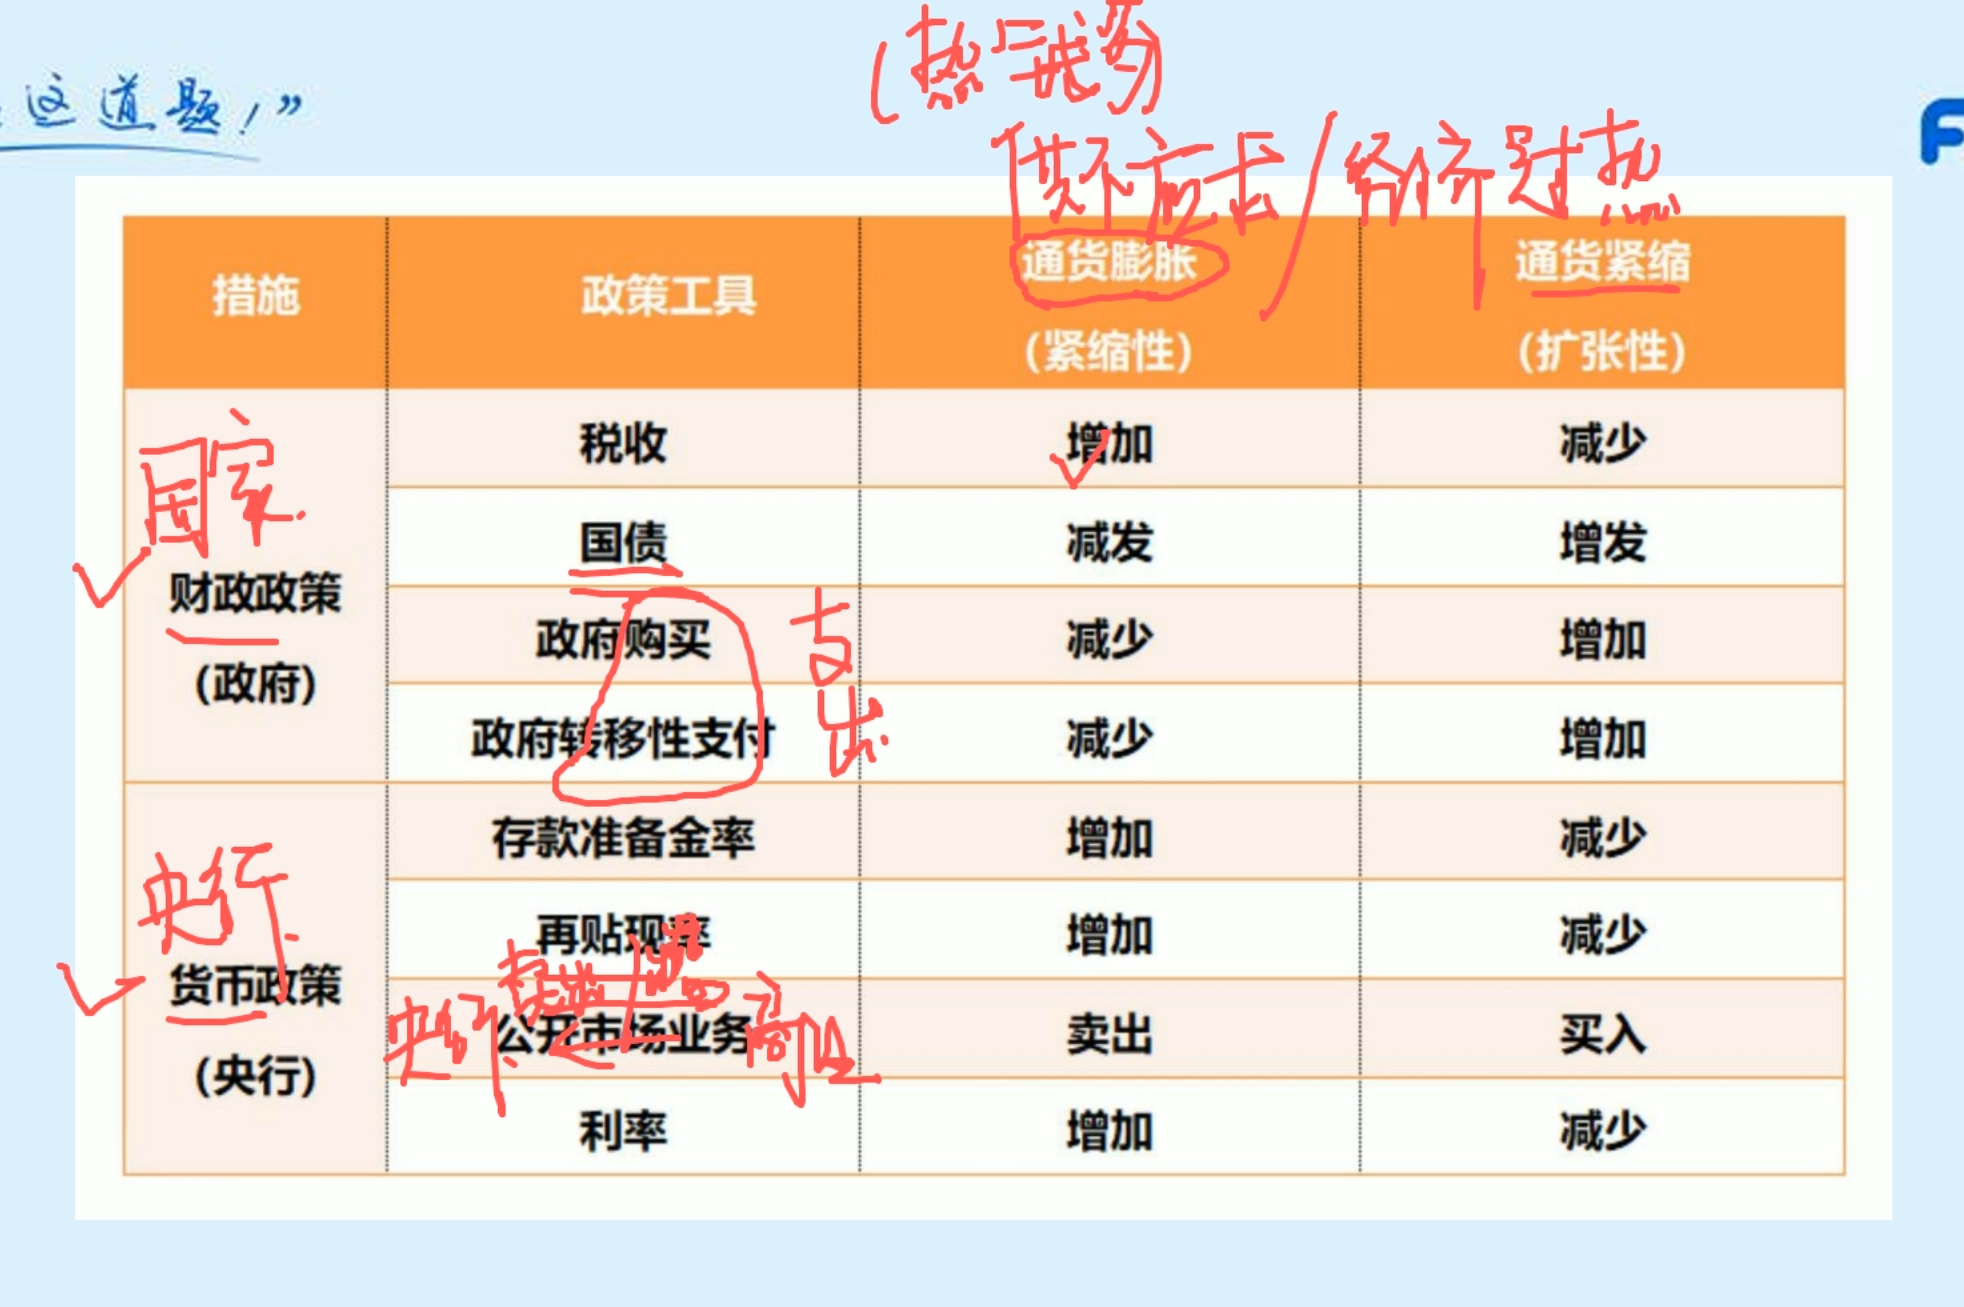 这道题！”
供不应求/经济过热
措施 政策工具 通货膨胀 通货紧缩
(紧缩性) (扩张性)
国家
税收 增加 减少
国债 减发 增发
财政政策
(政府)
政府购买 减少 增加
支出
政府转移性支付 减少 增加
存款准备金率 增加 减少
央行
再贴现率 增加 减少
货币政策
(央行)
央行
公开市场业务 卖出 买入
商业
利率 增加 减少
F